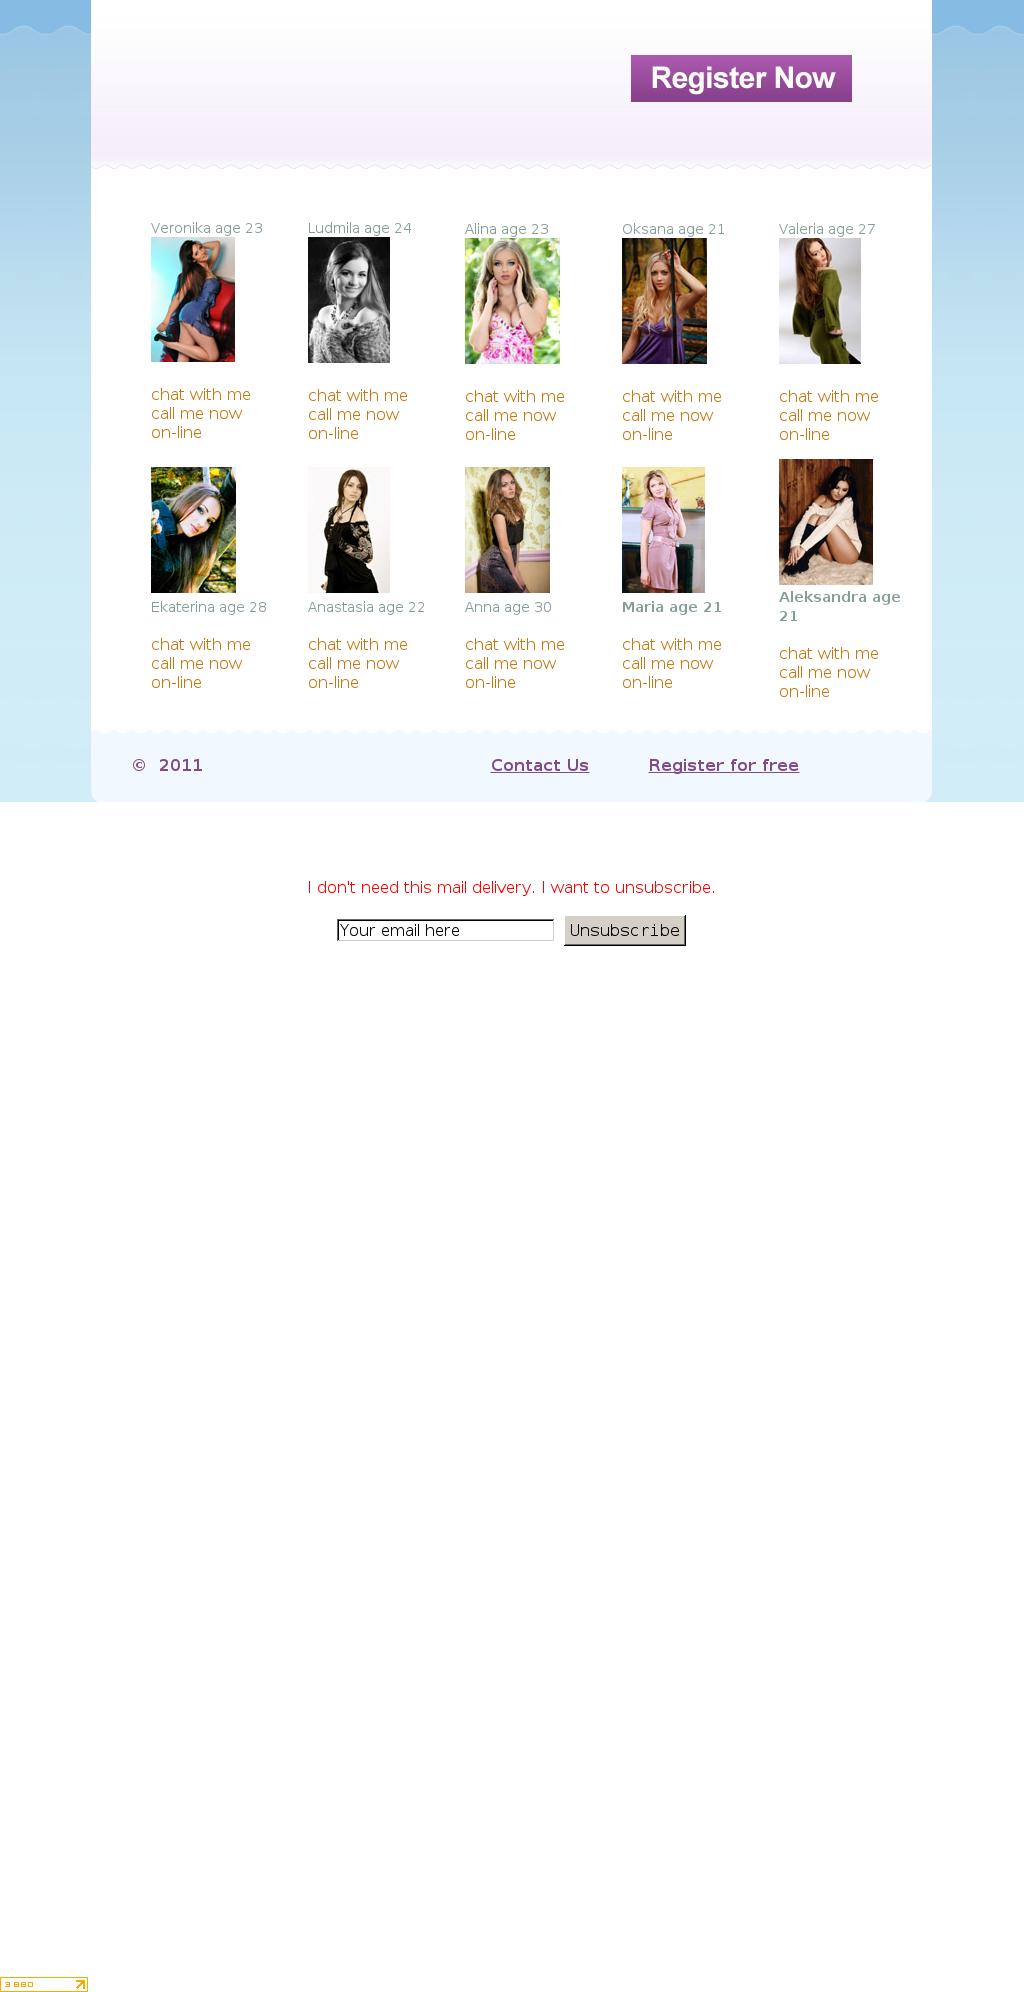 Register Now
Veronika age 23
Ludmila age 24
Alina age 23
Oksana age 21
Valeria age 27
chat with me
call me now
on-line
chat with me
call me now
on-line
chat with me
call me now
on-line
chat with me
call me now
on-line
chat with me
call me now
on-line
Ekaterina age 28
Anastasia age 22
Anna age 30
Maria age 21
Aleksandra age
21
chat with me
call me now
on-line
chat with me
call me now
on-line
chat with me
call me now
on-line
chat with me
call me now
on-line
chat with me
call me now
on-line
© 2011
Contact Us
Register for free
I don't need this mail delivery. I want to unsubscribe.
Your email here
Unsubscribe